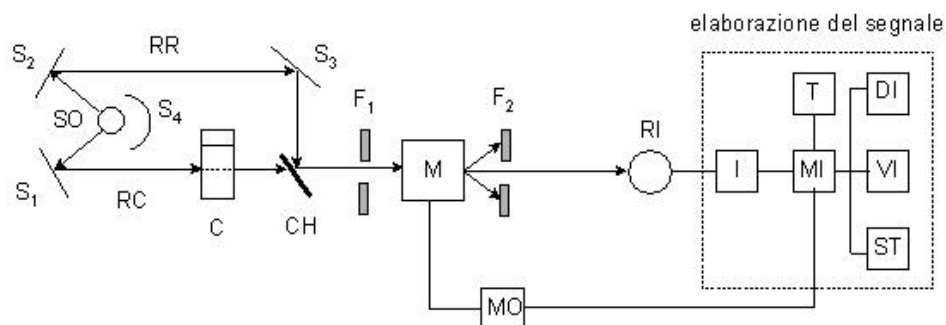 elaborazione del segnale
S2
RR
S3
SO
S4
F1
F2
T
DI
RI
M
I
MI
VI
S1
RC
C
CH
ST
MO